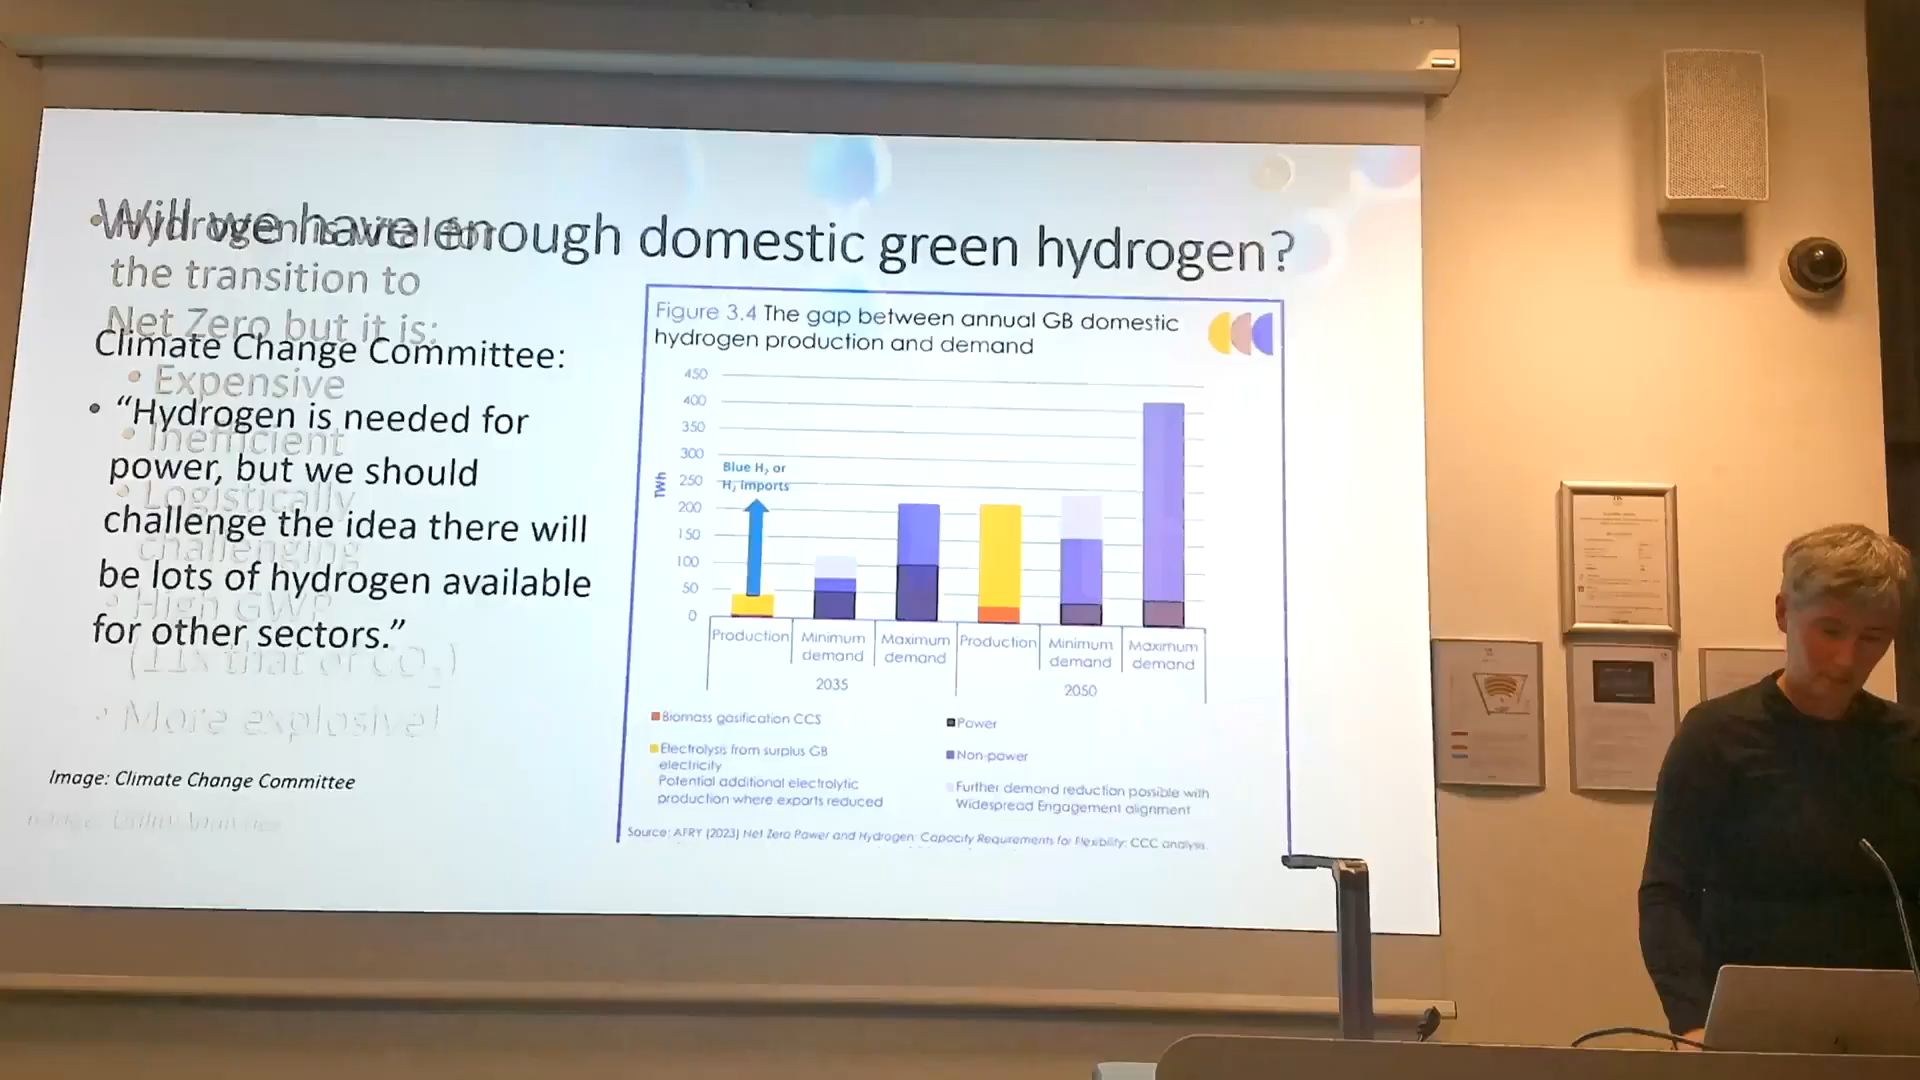 Will we have enough domestic green hydrogen?
• Hydrogen is vital for
the transition to
Net Zero but it is:
• Expensive
• Inefficient
• Logistically
challenging
• High GWP
(11x that of CO₂)
• More explosive!
Climate Change Committee:
• “Hydrogen is needed for
power, but we should
challenge the idea there will
be lots of hydrogen available
for other sectors.”
Image: Climate Change Committee
Figure 3.4 The gap between annual GB domestic
hydrogen production and demand
TWh
450
400
350
300
250
200
150
100
50
0
Blue H₂ or
H₂ imports
Production
Minimum
demand
Maximum
demand
Production
Minimum
demand
Maximum
demand
2035
2050
Biomass gasification CCS
Electrolysis from surplus GB
electricity
Potential additional electrolytic
production where exports reduced
Power
Non-power
Further demand reduction possible with
Widespread Engagement alignment
Source: AFRY (2023) Net Zero Power and Hydrogen: Capacity Requirements for Flexibility; CCC analysis.